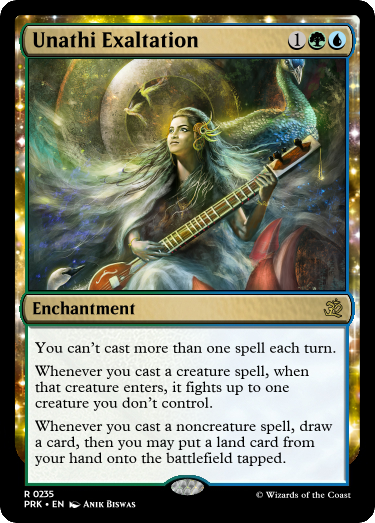 Unathi Exaltation 1
Enchantment
You can't cast more than one spell each turn.
Whenever you cast a creature spell, when
that creature enters, it fights up to one
creature you don't control.
Whenever you cast a noncreature spell, draw
a card, then you may put a land card from
your hand onto the battlefield tapped.
R 0235
PRK • EN Anik Biswas
© Wizards of the Coast